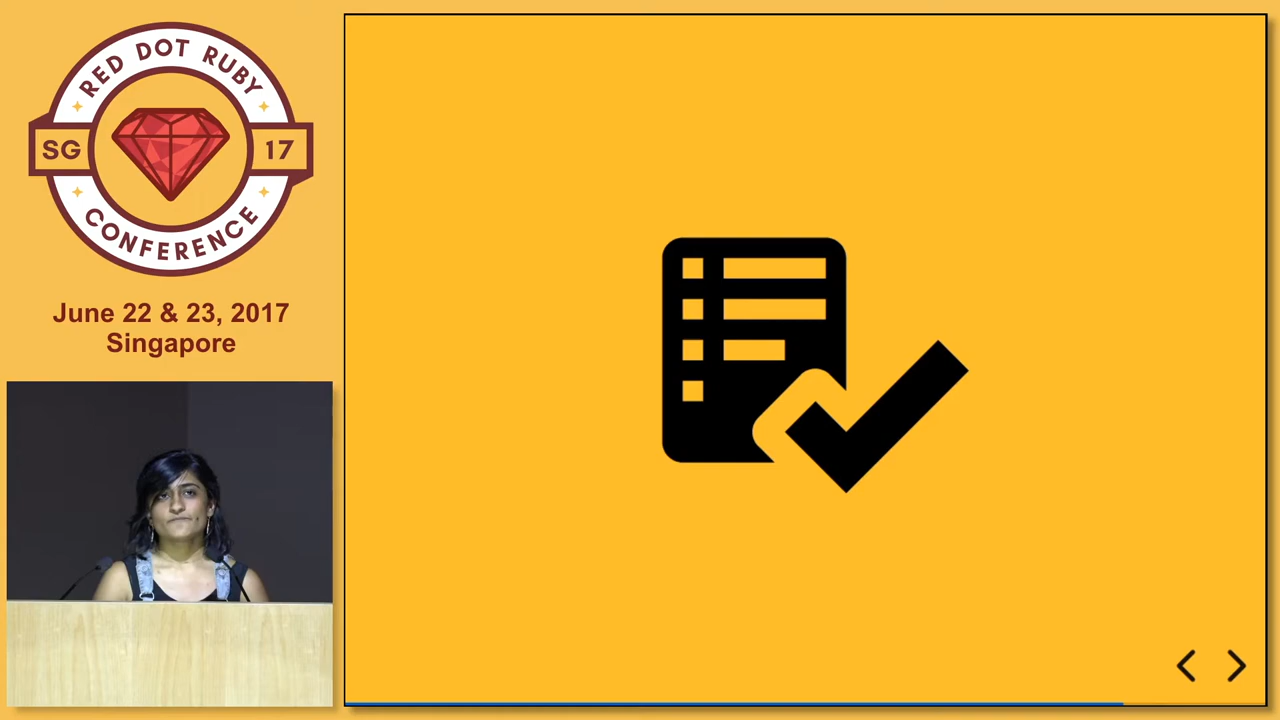 RED DOT RUBY
SG 17
CONFERENCE
June 22 & 23, 2017
Singapore